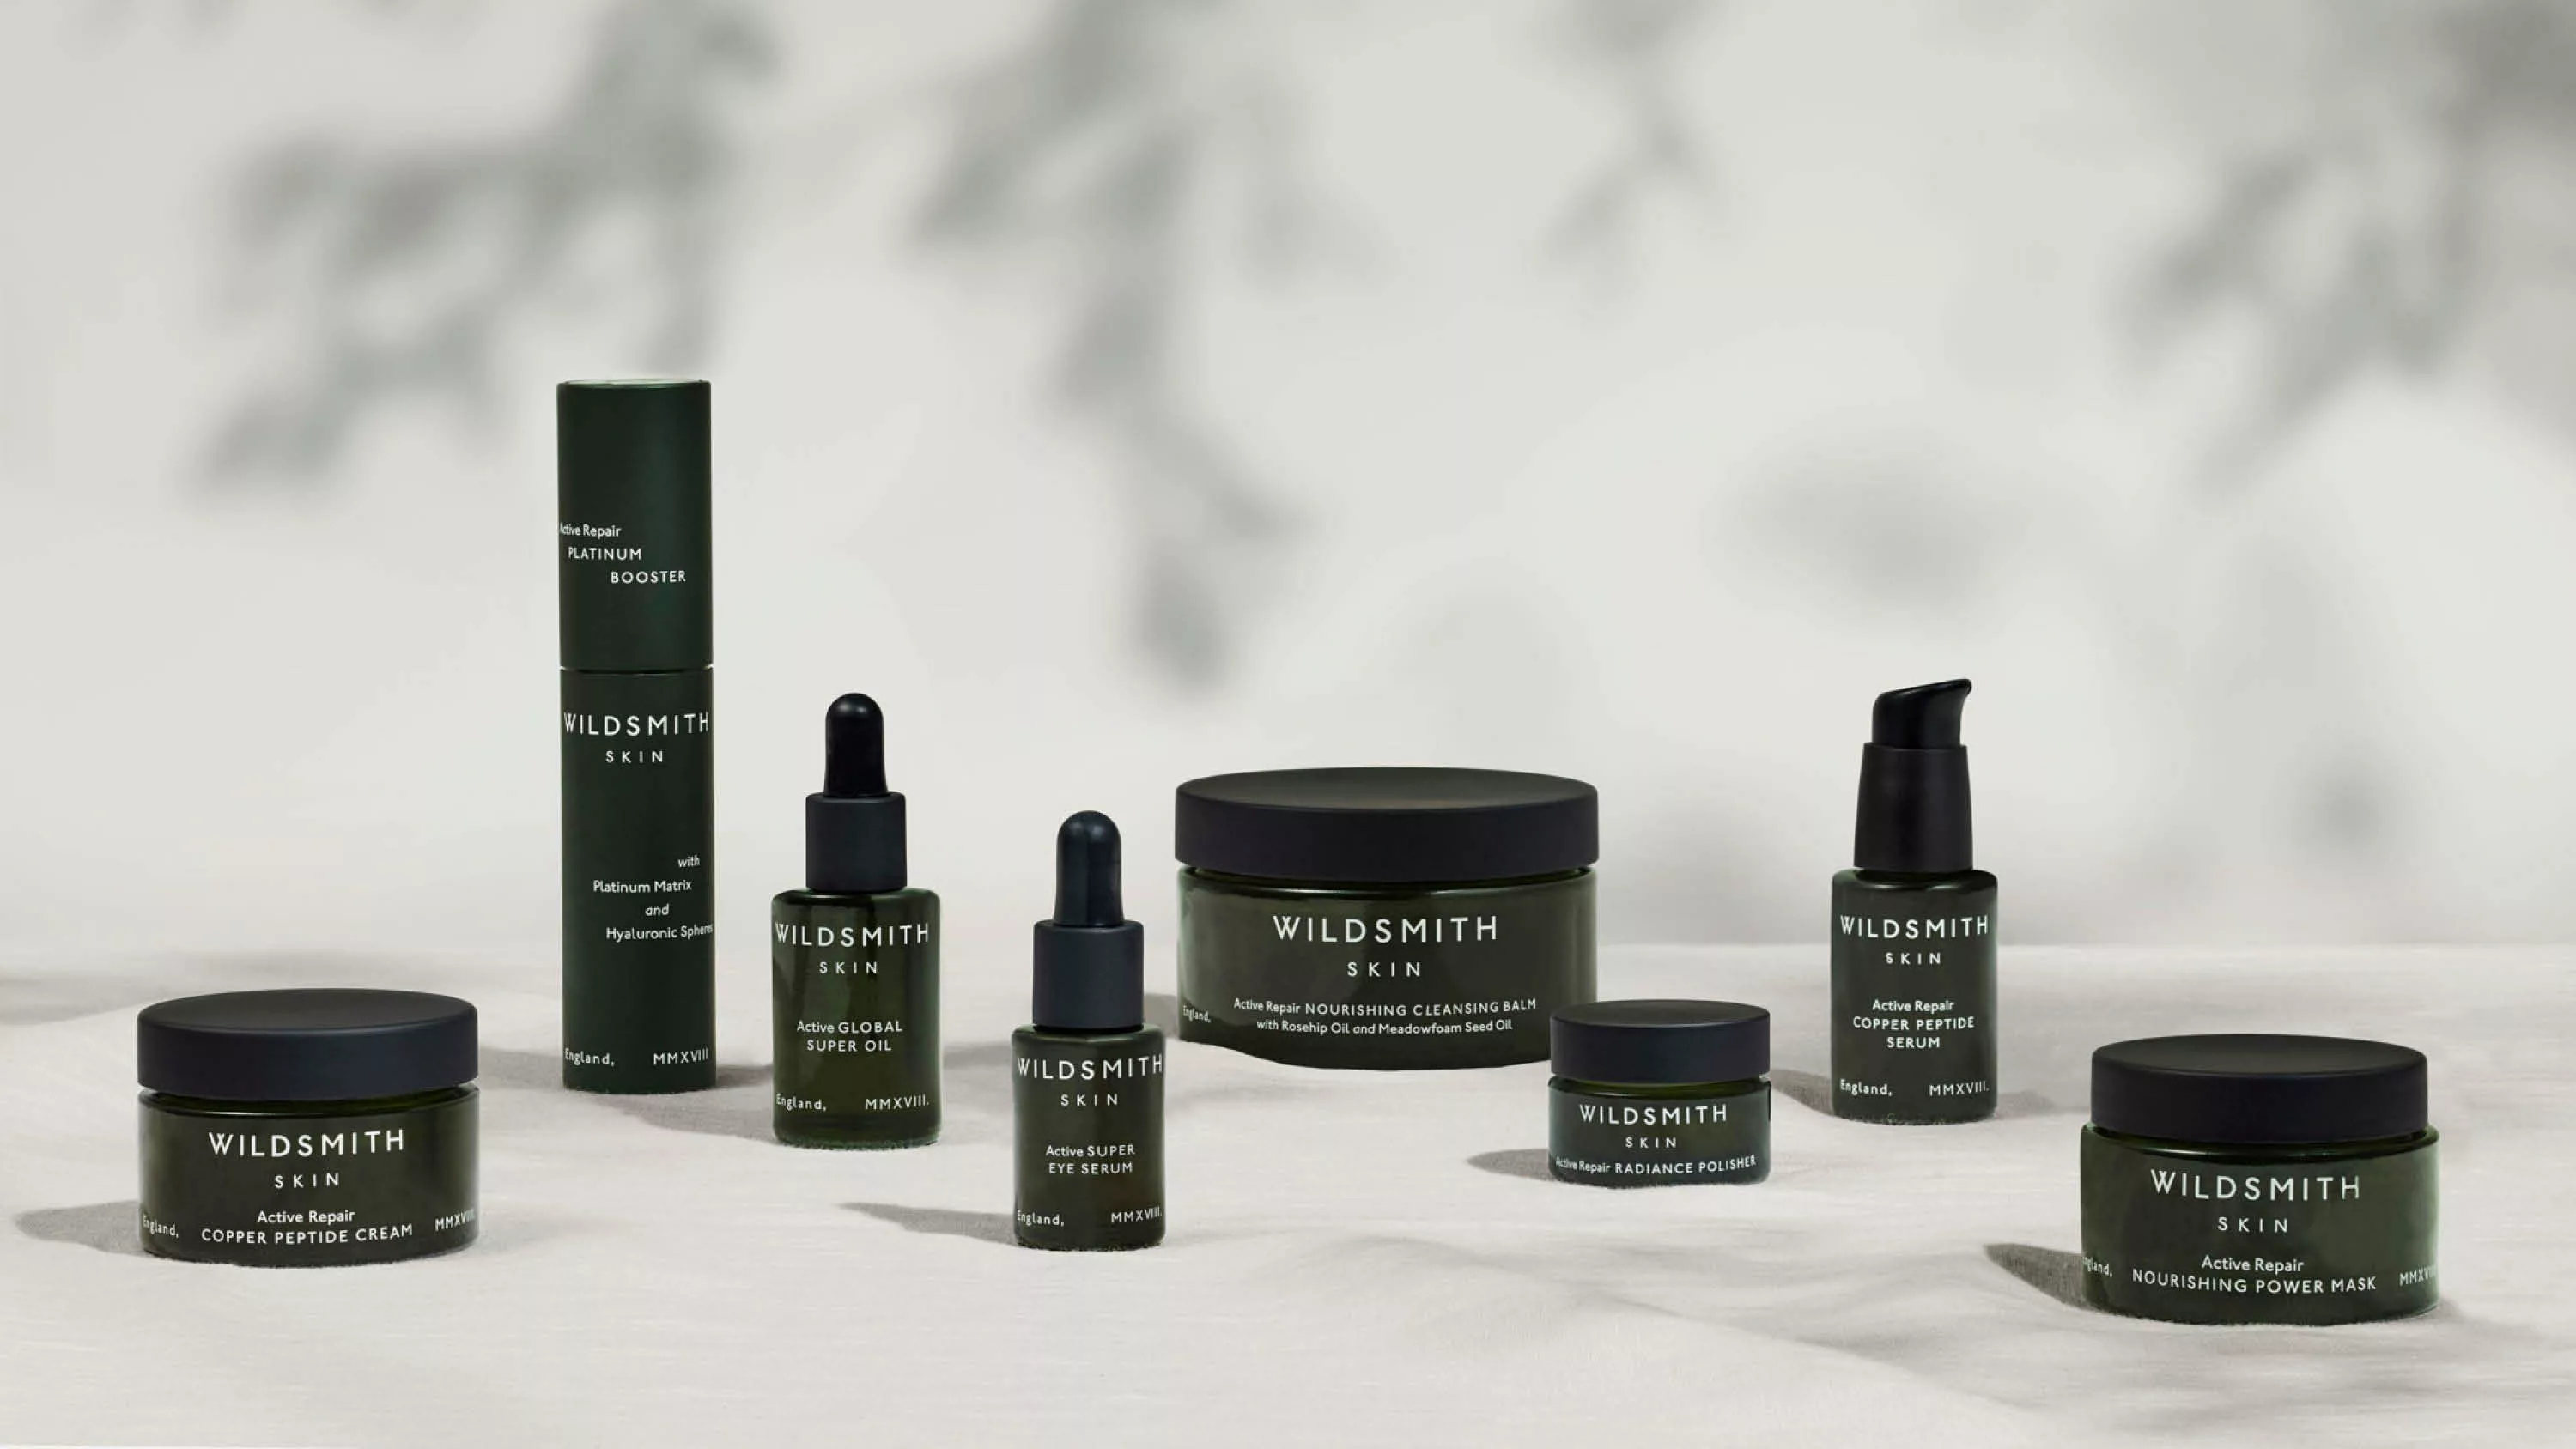 WILDSMITH
SKIN
Active Repair
COPPER PEPTIDE CREAM
England,
Active Repair
PLATINUM
BOOSTER
WILDSMITH
SKIN
with
Platinum Matrix
and
Hyaluronic Spheres
England, MMXVIII
WILDSMITH
SKIN
Active GLOBAL
SUPER OIL
England, MMXVIII.
WILDSMITH
SKIN
Active SUPER
EYE SERUM
England, MMXVIII.
WILDSMITH
SKIN
Active Repair NOURISHING CLEANSING BALM
with Rosehip Oil and Meadowfoam Seed Oil
England,
WILDSMITH
SKIN
Active Repair RADIANCE POLISHER
WILDSMITH
SKIN
Active Repair
COPPER PEPTIDE
SERUM
England, MMXVIII.
WILDSMITH
SKIN
Active Repair
NOURISHING POWER MASK